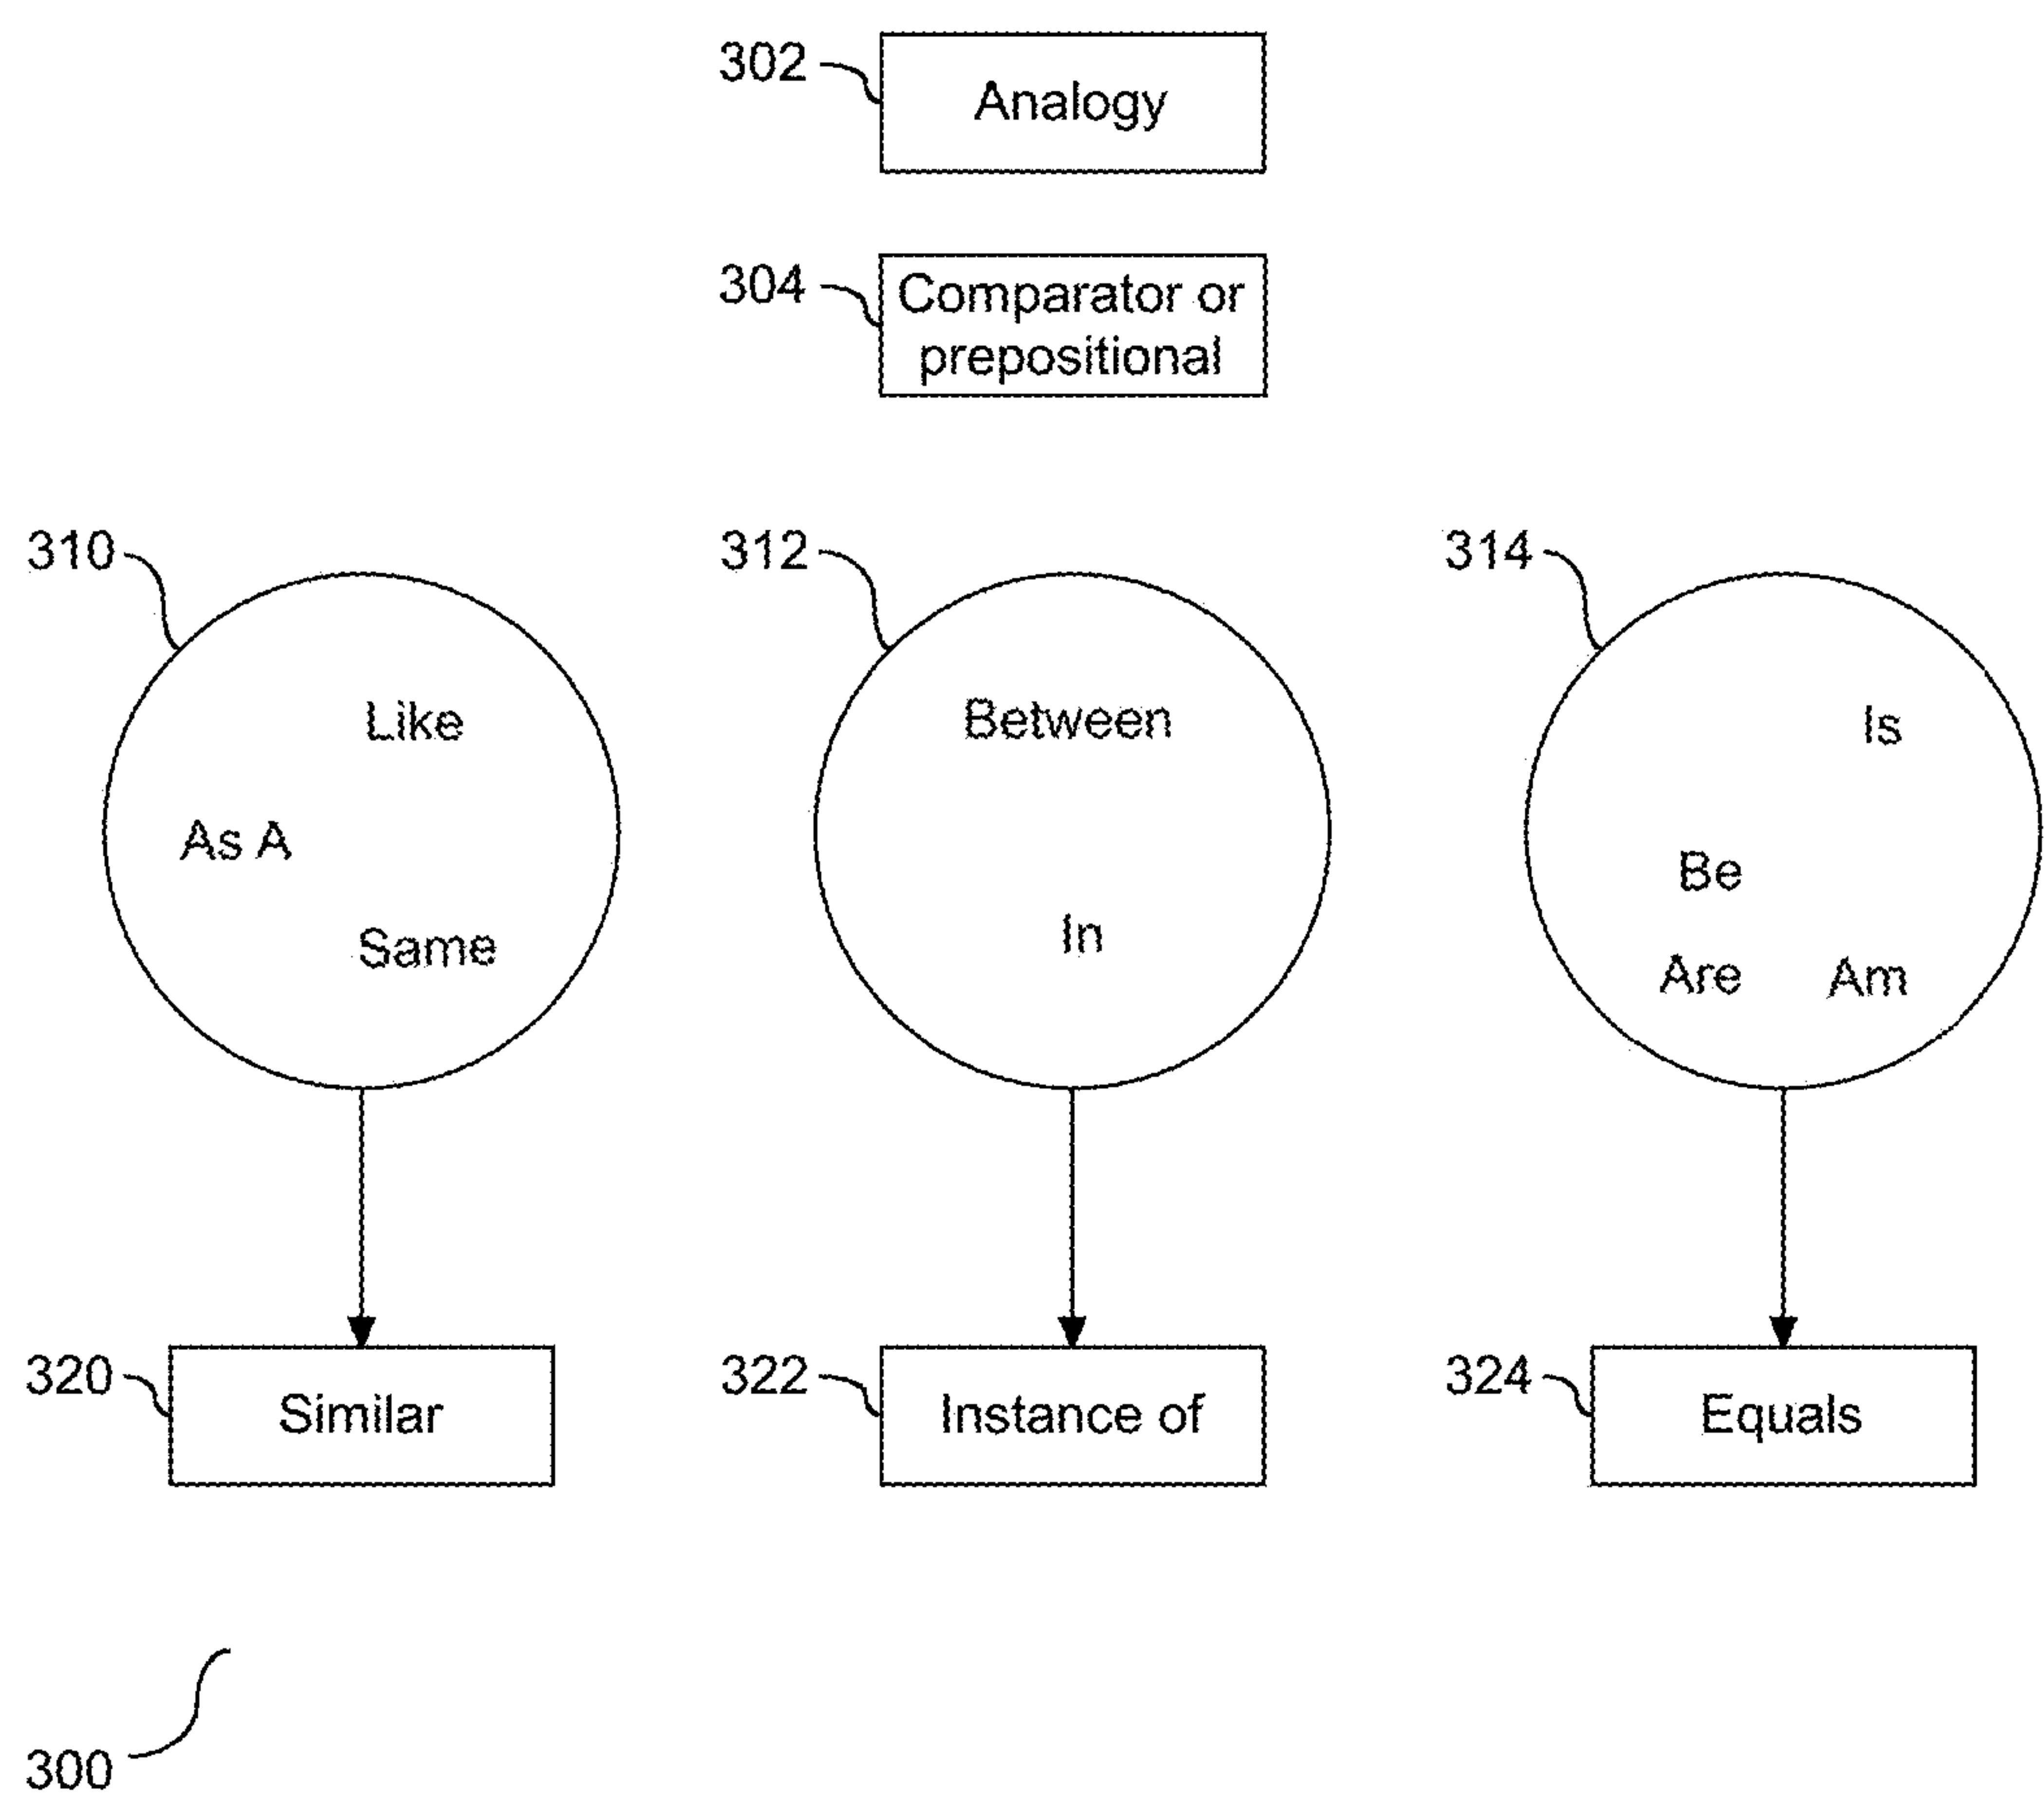 302
Analogy
304
Comparator or
prepositional
310
312
314
Like
Between
Is
As A
Be
Same
In
Are
Am
320
Similar
322
Instance of
324
Equals
300